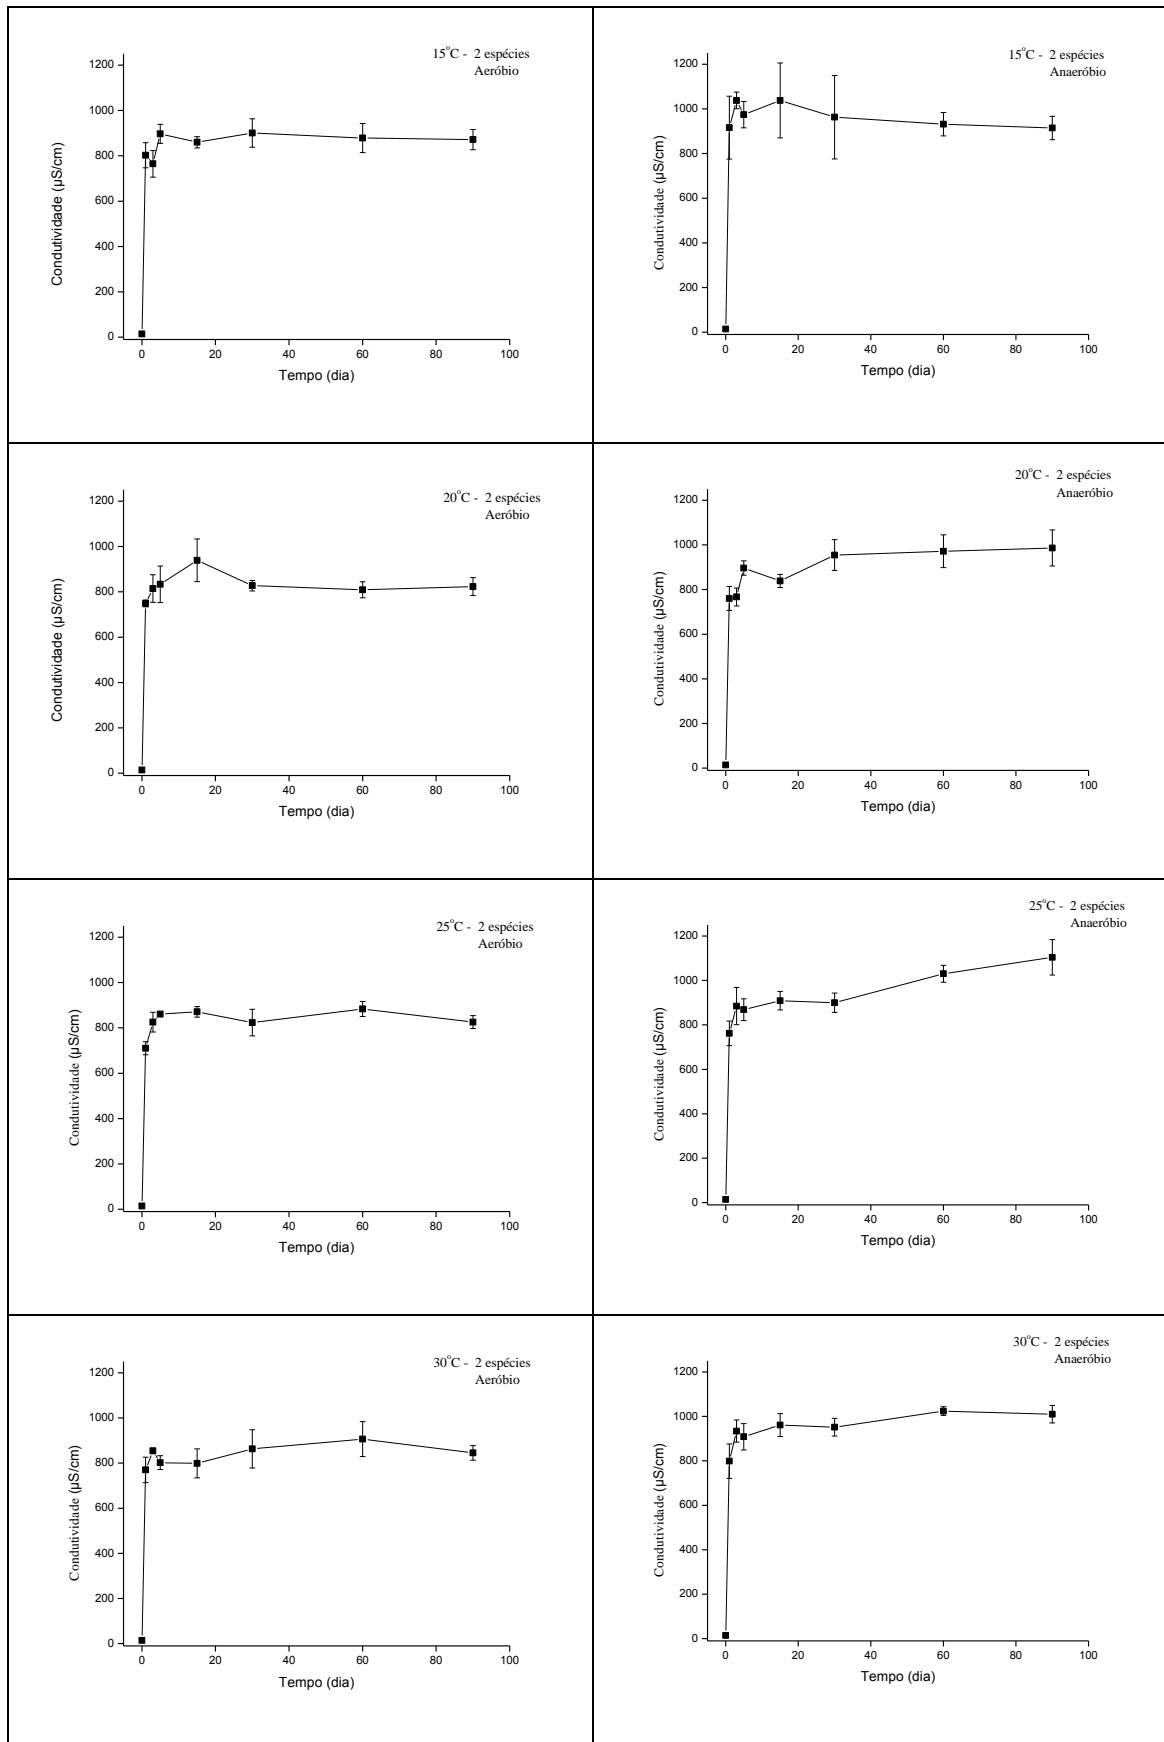 15°C - 2 espécies
Aeróbio
1200
1000
800
600
400
200
0
Condutividade (µS/cm)
0 20 40 60 80 100
Tempo (dia)
15°C - 2 espécies
Anaeróbio
1200
1000
800
600
400
200
0
Condutividade (µS/cm)
0 20 40 60 80 100
Tempo (dia)
20°C - 2 espécies
Aeróbio
1200
1000
800
600
400
200
0
Condutividade (µS/cm)
0 20 40 60 80 100
Tempo (dia)
20°C - 2 espécies
Anaeróbio
1200
1000
800
600
400
200
0
Condutividade (µS/cm)
0 20 40 60 80 100
Tempo (dia)
25°C - 2 espécies
Aeróbio
1200
1000
800
600
400
200
0
Condutividade (µS/cm)
0 20 40 60 80 100
Tempo (dia)
25°C - 2 espécies
Anaeróbio
1200
1000
800
600
400
200
0
Condutividade (µS/cm)
0 20 40 60 80 100
Tempo (dia)
30°C - 2 espécies
Aeróbio
1200
1000
800
600
400
200
0
Condutividade (µS/cm)
0 20 40 60 80 100
Tempo (dia)
30°C - 2 espécies
Anaeróbio
1200
1000
800
600
400
200
0
Condutividade (µS/cm)
0 20 40 60 80 100
Tempo (dia)